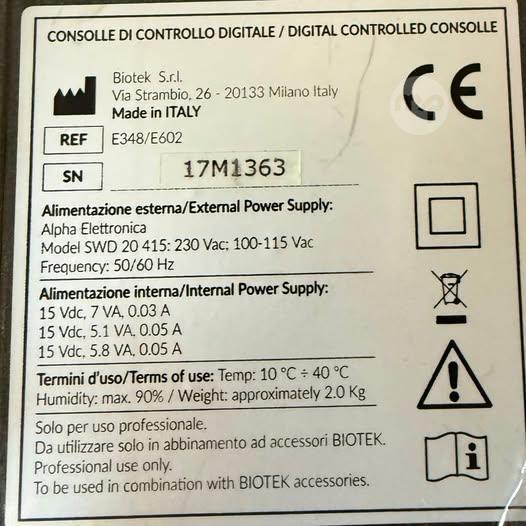 CONSOLLE DI CONTROLLO DIGITALE / DIGITAL CONTROLLED CONSOLLE
Biotek S.r.l.
Via Strambio, 26 - 20133 Milano Italy
Made in ITALY
CE
REF E348/E602
SN 17M1363
Alimentazione esterna/External Power Supply:
Alpha Elettronica
Model SWD 20 415: 230 Vac; 100-115 Vac
Frequency: 50/60 Hz
Alimentazione interna/Internal Power Supply:
15 Vdc, 7 VA, 0.03 A
15 Vdc, 5.1 VA, 0.05 A
15 Vdc, 5.8 VA, 0.05 A
Termini d'uso/Terms of use: Temp: 10 °C ÷ 40 °C
Humidity: max. 90% / Weight: approximately 2.0 Kg
Solo per uso professionale.
Da utilizzare solo in abbinamento ad accessori BIOTEK.
Professional use only.
To be used in combination with BIOTEK accessories.